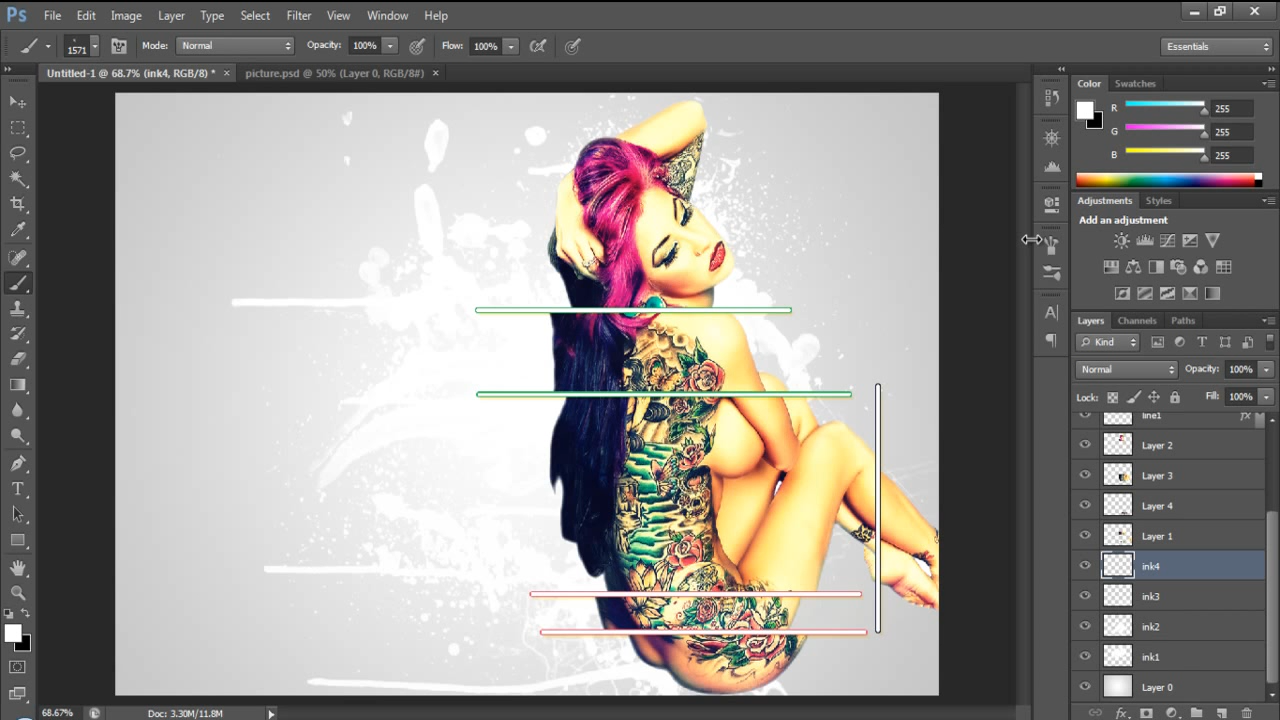 Ps File Edit Image Layer Type Select Filter View Window Help
1571 Mode: Normal Opacity: 100% Flow: 100% Essentials
Untitled-1 @ 68.7% (ink4, RGB/8) * × picture.psd @ 50% (Layer 0, RGB/8#) ×
Color Swatches
R 255
G 255
B 255
Adjustments Styles
Add an adjustment
Layers Channels Paths
Kind
Normal Opacity: 100%
Lock: Fill: 100%
line1 fx
Layer 2
Layer 3
Layer 4
Layer 1
ink4
ink3
ink2
ink1
Layer 0
68.67% Doc: 3.30M/11.8M
fx